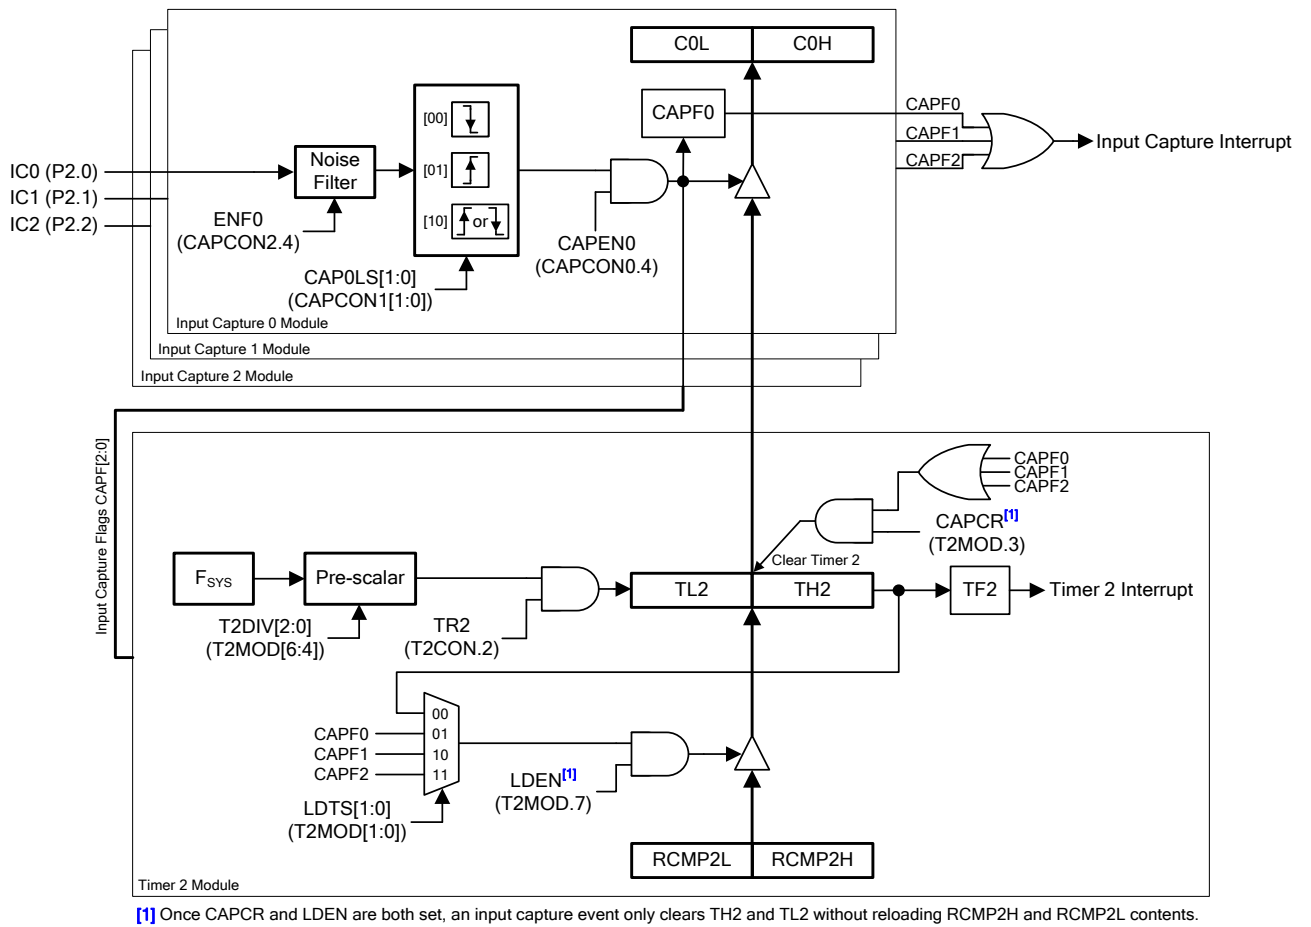 C0L C0H
CAPF0
CAPF0
CAPF1
CAPF2
Input Capture Interrupt
IC0 (P2.0)
IC1 (P2.1)
IC2 (P2.2)
Noise
Filter
ENF0
(CAPCON2.4)
[00]
[01]
[10] or
CAP0LS[1:0]
(CAPCON1[1:0])
CAPEN0
(CAPCON0.4)
Input Capture 0 Module
Input Capture 1 Module
Input Capture 2 Module
Input Capture Flags CAPF[2:0]
CAPF0
CAPF1
CAPF2
CAPCR[1]
(T2MOD.3)
Clear Timer 2
FSYS
Pre-scalar
T2DIV[2:0]
(T2MOD[6:4])
TR2
(T2CON.2)
TL2 TH2
TF2
Timer 2 Interrupt
00
CAPF0 01
CAPF1 10
CAPF2 11
LDTS[1:0]
(T2MOD[1:0])
LDEN[1]
(T2MOD.7)
RCMP2L RCMP2H
Timer 2 Module
[1] Once CAPCR and LDEN are both set, an input capture event only clears TH2 and TL2 without reloading RCMP2H and RCMP2L contents.